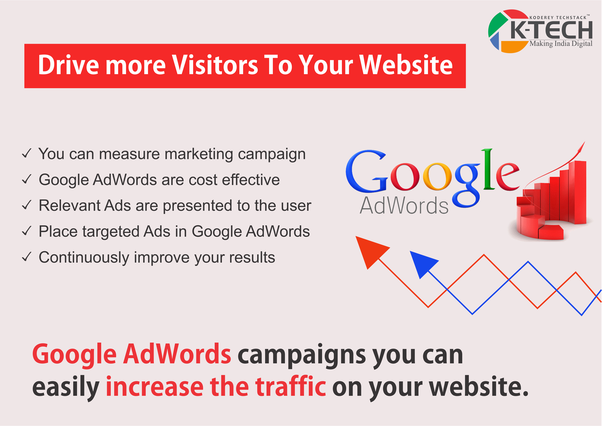 KODEREY TECHSTACK™
K-TECH
Making India Digital
Drive more Visitors To Your Website
✓ You can measure marketing campaign
✓ Google AdWords are cost effective
✓ Relevant Ads are presented to the user
✓ Place targeted Ads in Google AdWords
✓ Continuously improve your results
Google
AdWords
Google AdWords campaigns you can
easily increase the traffic on your website.